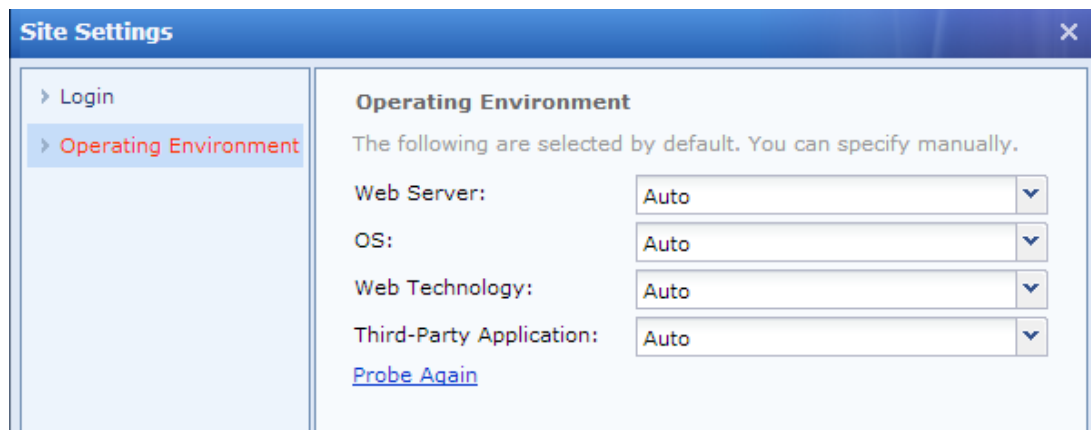 Site Settings
Login
Operating Environment
Operating Environment
The following are selected by default. You can specify manually.
Web Server: Auto
OS: Auto
Web Technology: Auto
Third-Party Application: Auto
Probe Again